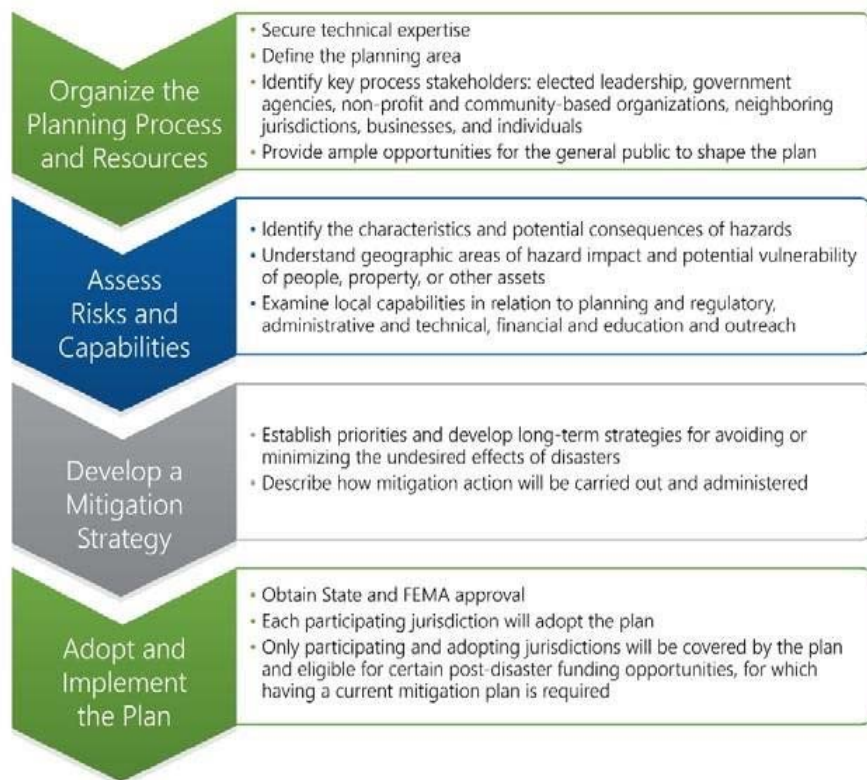 Organize the
Planning Process
and Resources
• Secure technical expertise
• Define the planning area
• Identify key process stakeholders: elected leadership, government
agencies, non-profit and community-based organizations, neighboring
jurisdictions, businesses, and individuals
• Provide ample opportunities for the general public to shape the plan
Assess
Risks and
Capabilities
• Identify the characteristics and potential consequences of hazards
• Understand geographic areas of hazard impact and potential vulnerability
of people, property, or other assets
• Examine local capabilities in relation to planning and regulatory,
administrative and technical, financial and education and outreach
Develop a
Mitigation
Strategy
• Establish priorities and develop long-term strategies for avoiding or
minimizing the undesired effects of disasters
• Describe how mitigation action will be carried out and administered
Adopt and
Implement
the Plan
• Obtain State and FEMA approval
• Each participating jurisdiction will adopt the plan
• Only participating and adopting jurisdictions will be covered by the plan
and eligible for certain post-disaster funding opportunities, for which
having a current mitigation plan is required